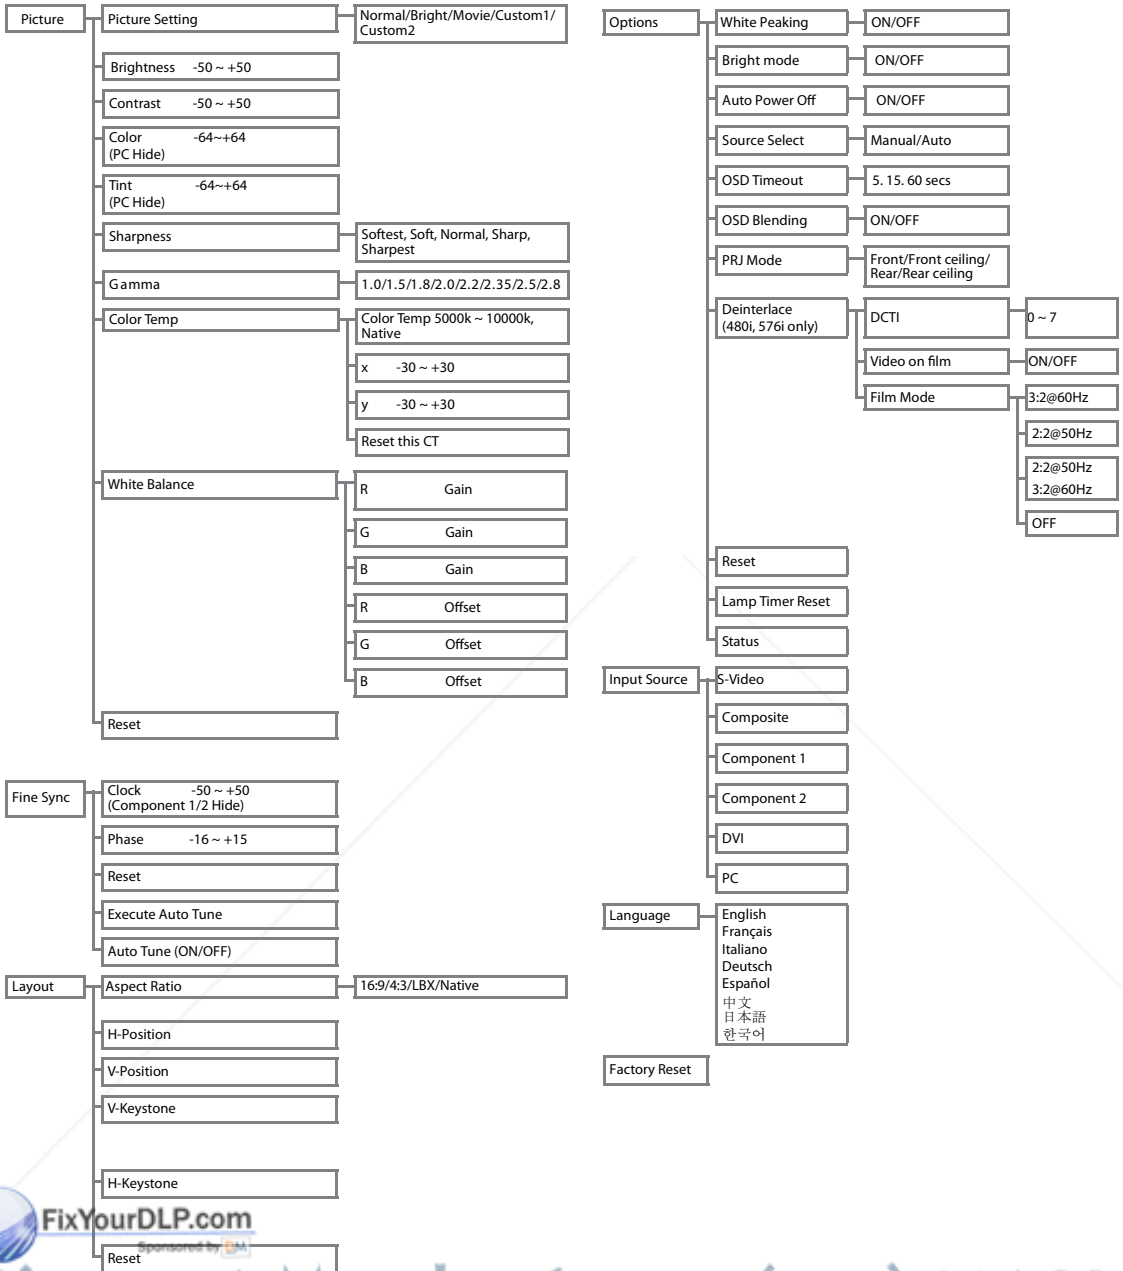 Picture
Picture Setting
Normal/Bright/Movie/Custom1/
Custom2
Brightness -50 ~ +50
Contrast -50 ~ +50
Color -64~+64
(PC Hide)
Tint -64~+64
(PC Hide)
Sharpness
Softest, Soft, Normal, Sharp,
Sharpest
Gamma
1.0/1.5/1.8/2.0/2.2/2.35/2.5/2.8
Color Temp
Color Temp 5000k ~ 10000k,
Native
x -30 ~ +30
y -30 ~ +30
Reset this CT
White Balance
R Gain
G Gain
B Gain
R Offset
G Offset
B Offset
Reset
Fine Sync
Clock -50 ~ +50
(Component 1/2 Hide)
Phase -16 ~ +15
Reset
Execute Auto Tune
Auto Tune (ON/OFF)
Layout
Aspect Ratio
16:9/4:3/LBX/Native
H-Position
V-Position
V-Keystone
H-Keystone
FixYourDLP.com
Sponsored by DM
Reset
Options
White Peaking
ON/OFF
Bright mode
ON/OFF
Auto Power Off
ON/OFF
Source Select
Manual/Auto
OSD Timeout
5. 15. 60 secs
OSD Blending
ON/OFF
PRJ Mode
Front/Front ceiling/
Rear/Rear ceiling
Deinterlace
(480i, 576i only)
DCTI
0 ~ 7
Video on film
ON/OFF
Film Mode
3:2@60Hz
2:2@50Hz
2:2@50Hz
3:2@60Hz
OFF
Reset
Lamp Timer Reset
Status
Input Source
S-Video
Composite
Component 1
Component 2
DVI
PC
Language
English
Français
Italiano
Deutsch
Español
中文
日本語
한국어
Factory Reset